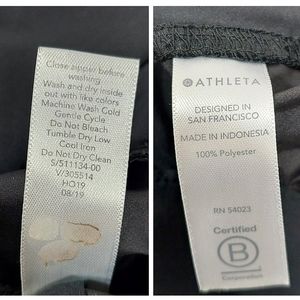 Close zipper before
washing
Wash and dry inside
out with like colors
Machine Wash Cold
Gentle Cycle
Do Not Bleach
Tumble Dry Low
Cool Iron
Do Not Dry Clean
S/511134-00
V/305514
HO19
08/19
ATHLETA
DESIGNED IN
SAN FRANCISCO
MADE IN INDONESIA
100% Polyester
RN 54023
Certified
B
Corporation